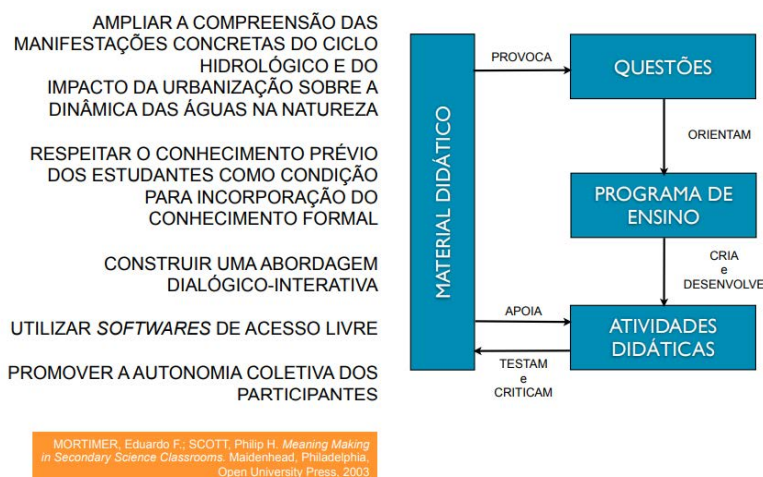 AMPLIAR A COMPREENSÃO DAS
MANIFESTAÇÕES CONCRETAS DO CICLO
HIDROLÓGICO E DO
IMPACTO DA URBANIZAÇÃO SOBRE A
DINÂMICA DAS ÁGUAS NA NATUREZA
RESPEITAR O CONHECIMENTO PRÉVIO
DOS ESTUDANTES COMO CONDIÇÃO
PARA INCORPORAÇÃO DO
CONHECIMENTO FORMAL
CONSTRUIR UMA ABORDAGEM
DIALÓGICO-INTERATIVA
UTILIZAR SOFTWARES DE ACESSO LIVRE
PROMOVER A AUTONOMIA COLETIVA DOS
PARTICIPANTES
MORTIMER, Eduardo F.; SCOTT, Philip H. Meaning Making
in Secondary Science Classrooms. Maidenhead, Philadelphia,
Open University Press, 2003
MATERIAL DIDÁTICO
PROVOCA
QUESTÕES
ORIENTAM
PROGRAMA DE
ENSINO
CRIA
e
DESENVOLVE
APOIA
ATIVIDADES
DIDÁTICAS
TESTAM
e
CRITICAM